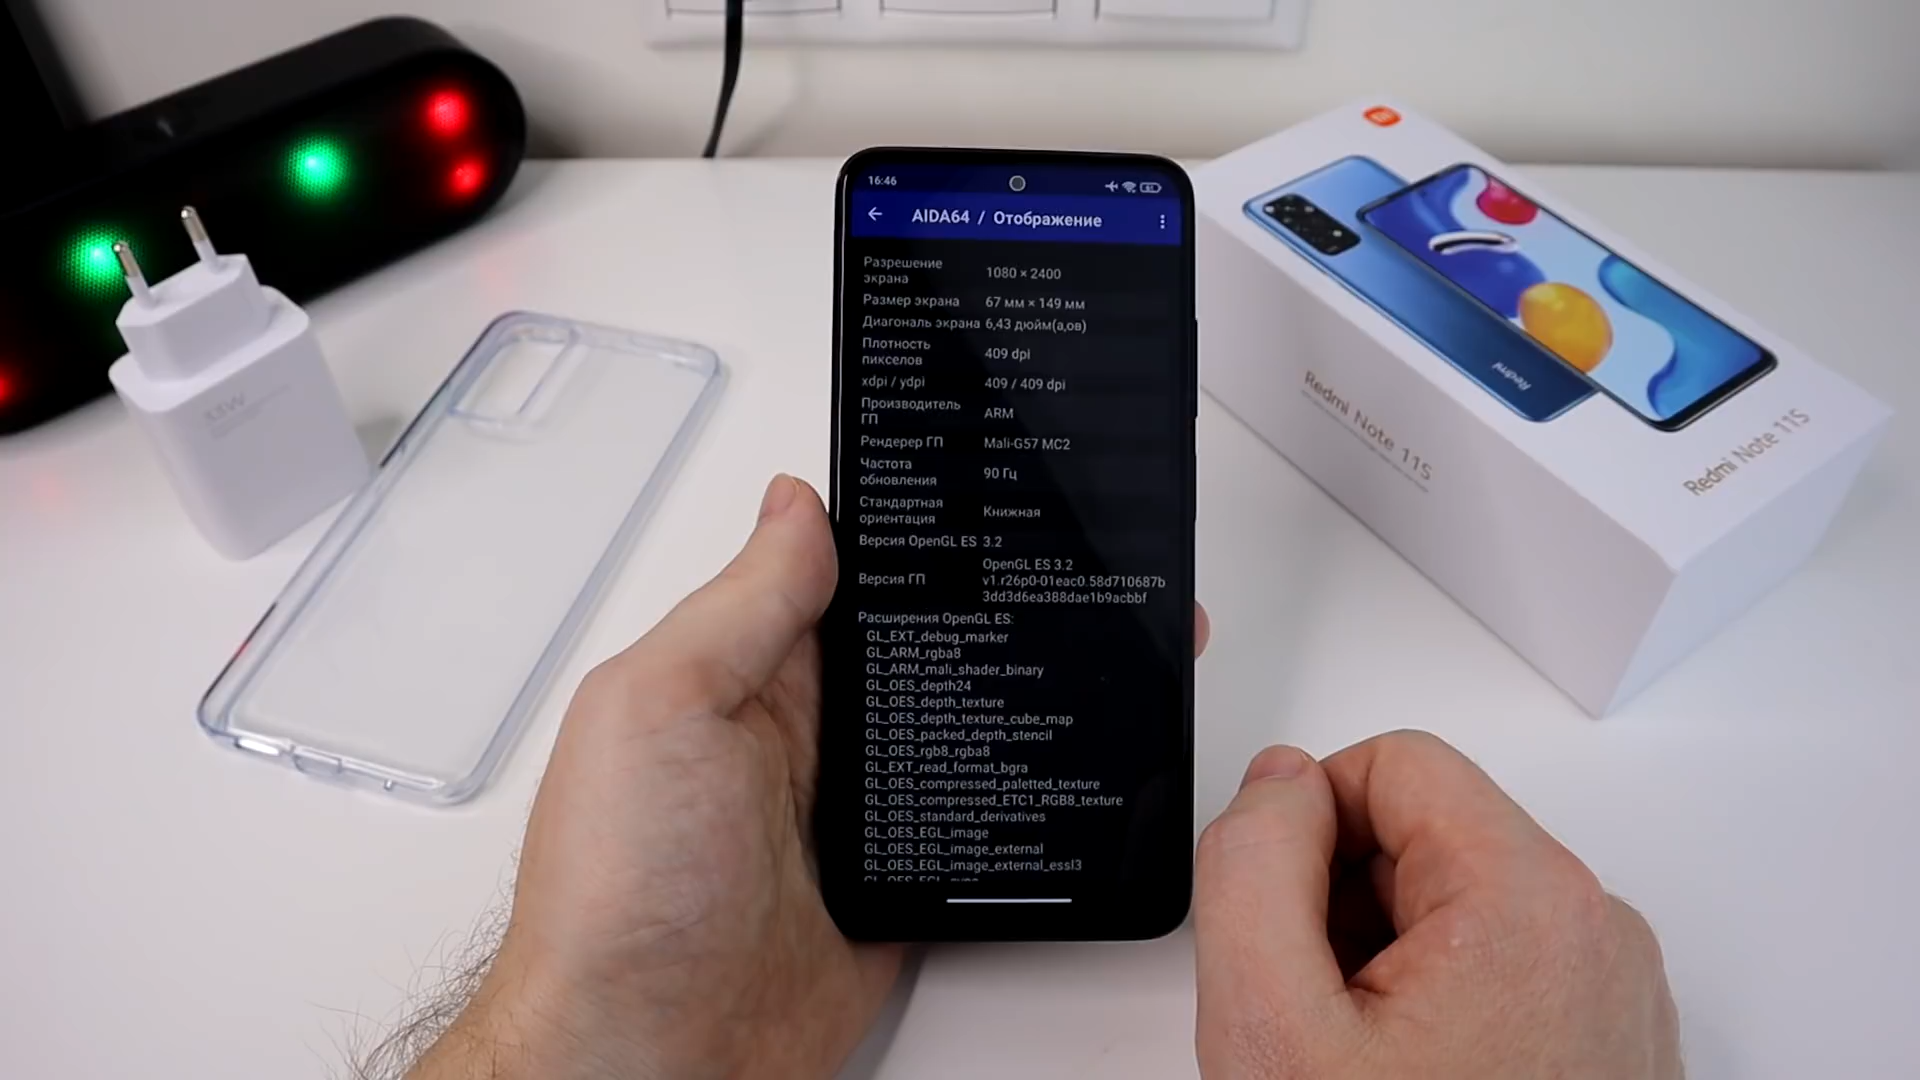 16:46
61
AIDA64 / Отображение
Разрешение экрана 1080 × 2400
Размер экрана 67 мм × 149 мм
Диагональ экрана 6,43 дюйм(а,ов)
Плотность пикселов 409 dpi
xdpi / ydpi 409 / 409 dpi
Производитель ГП ARM
Рендерер ГП Mali-G57 MC2
Частота обновления 90 Гц
Стандартная ориентация Книжная
Версия OpenGL ES 3.2
Версия ГП OpenGL ES 3.2
v1.r26p0-01eac0.58d710687b
3dd3d6ea388dae1b9acbbf
Расширения OpenGL ES:
GL_EXT_debug_marker
GL_ARM_rgba8
GL_ARM_mali_shader_binary
GL_OES_depth24
GL_OES_depth_texture
GL_OES_depth_texture_cube_map
GL_OES_packed_depth_stencil
GL_OES_rgb8_rgba8
GL_EXT_read_format_bgra
GL_OES_compressed_paletted_texture
GL_OES_compressed_ETC1_RGB8_texture
GL_OES_standard_derivatives
GL_OES_EGL_image
GL_OES_EGL_image_external
GL_OES_EGL_image_external_essl3
33W
Redmi
Redmi Note 11S
Redmi Note 11S